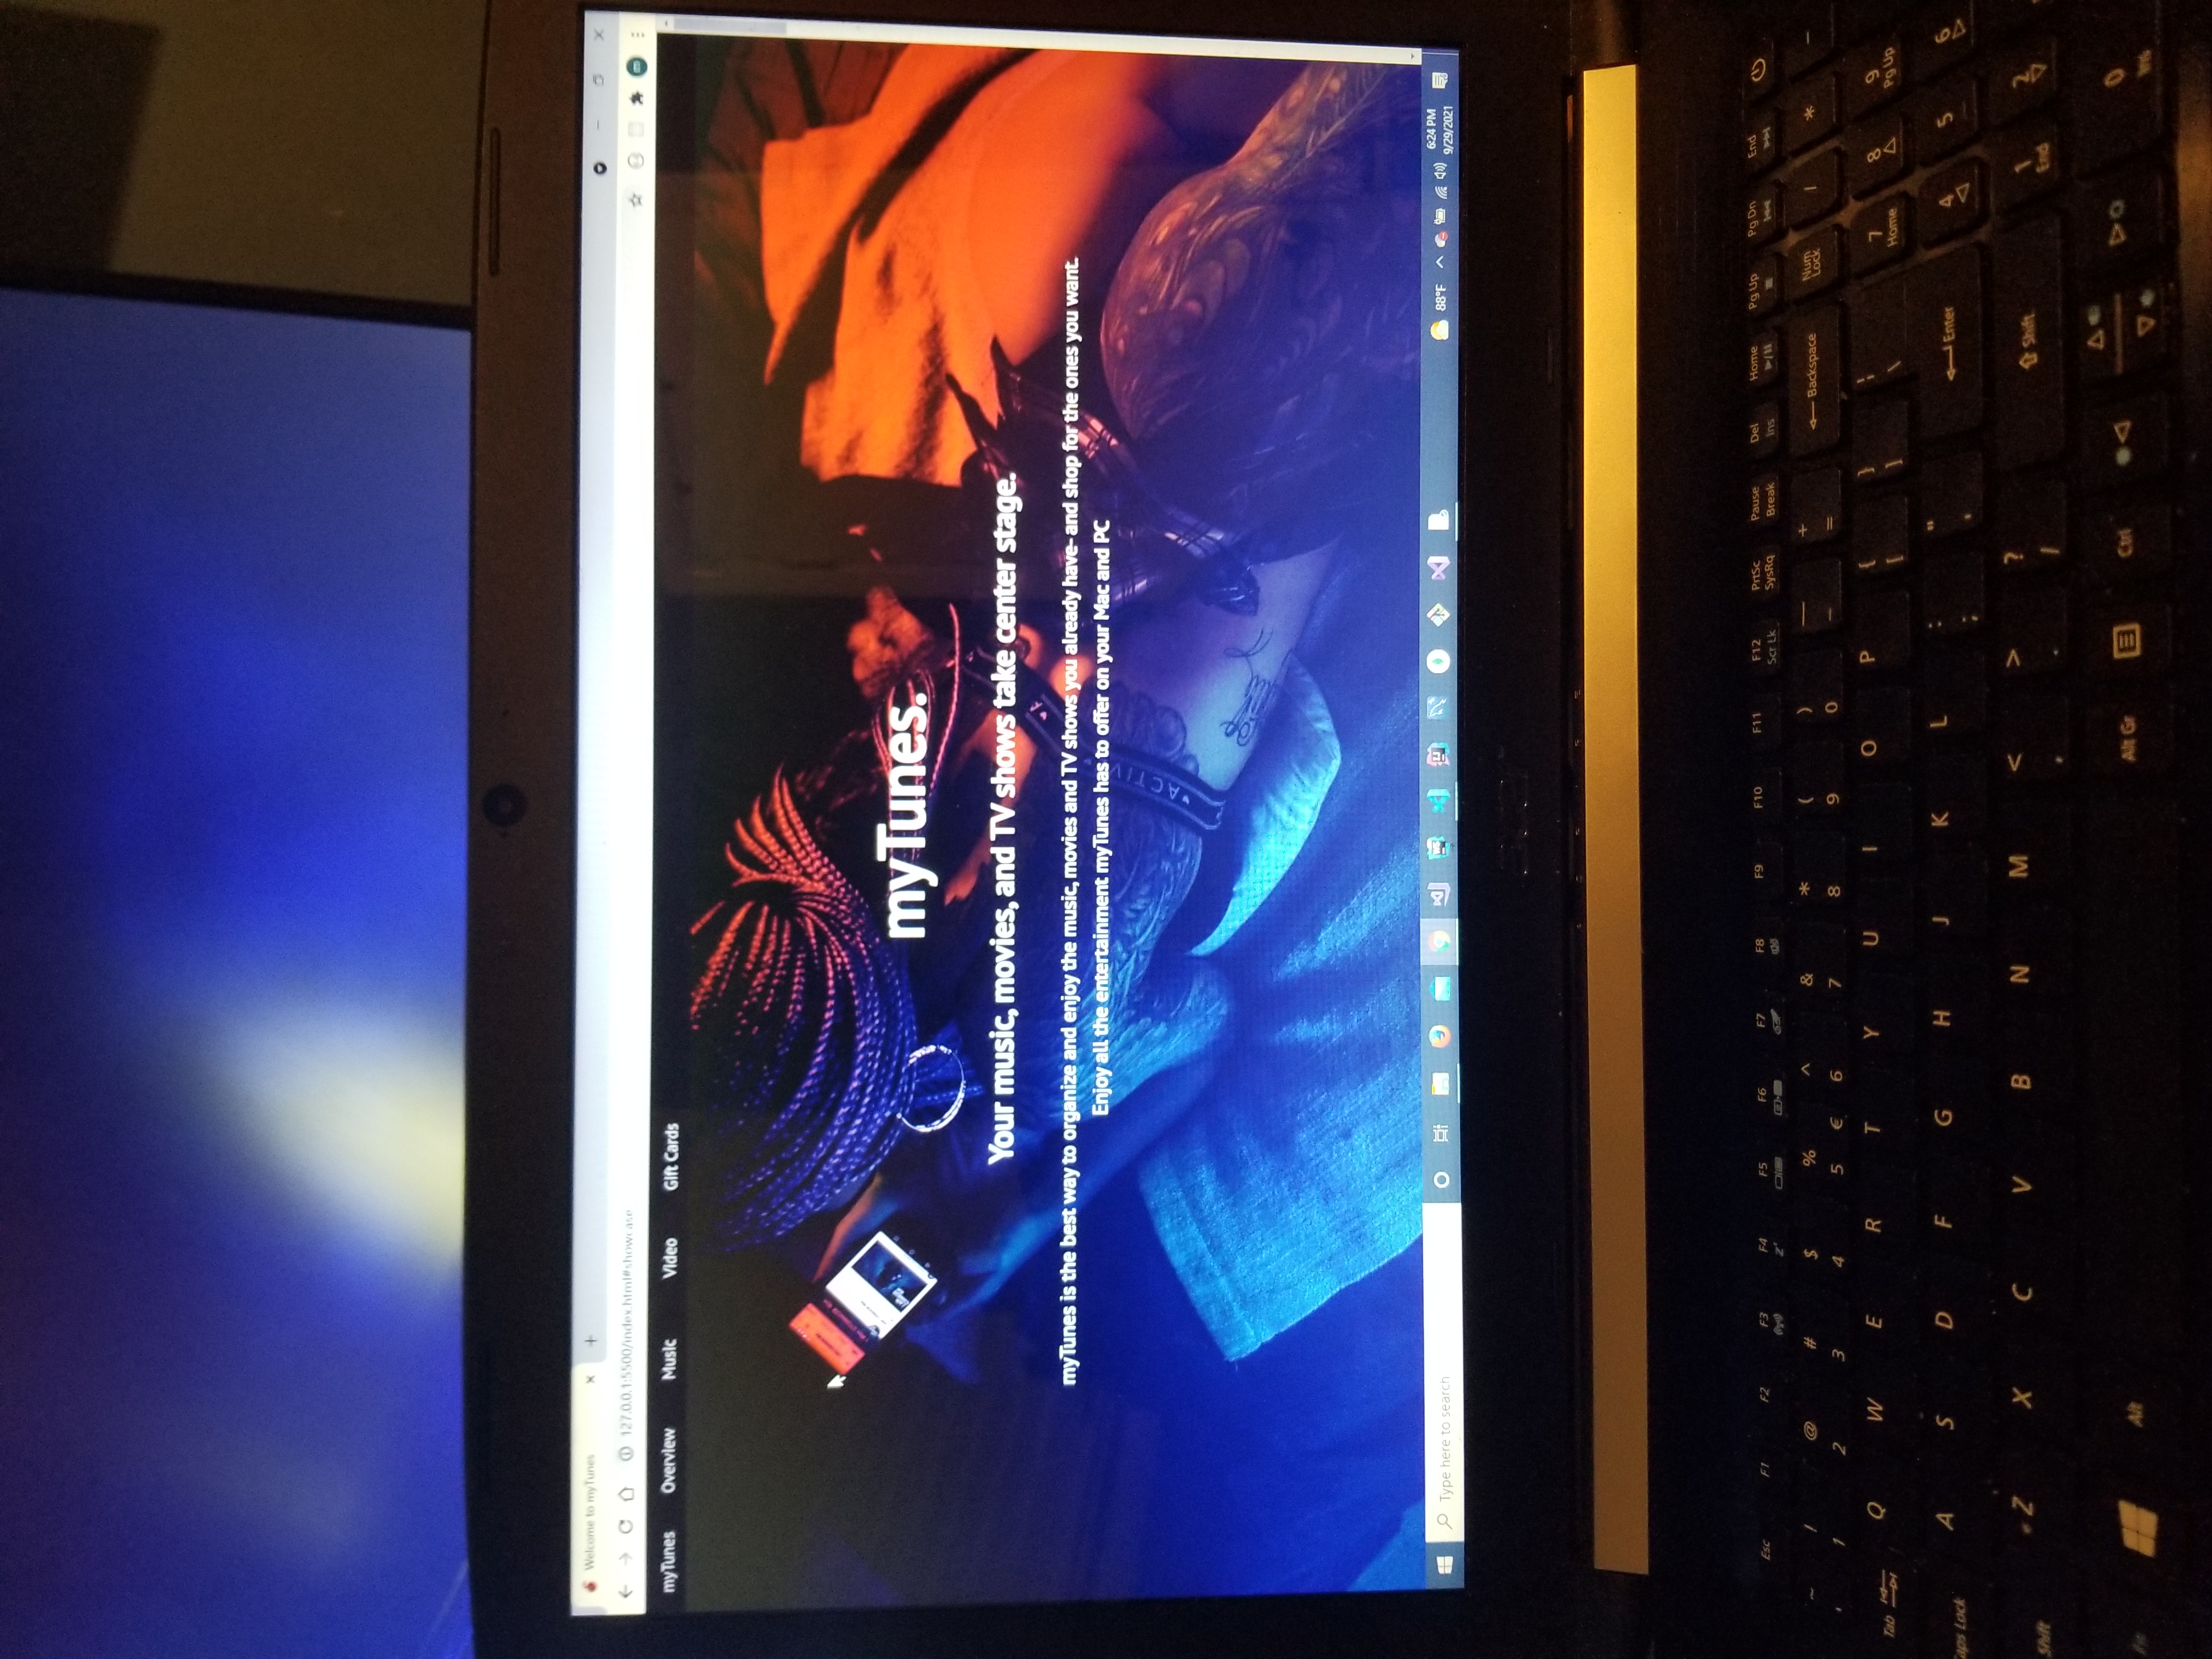 Welcome to myTunes
127.0.0.1:5500/index.html#showcase
myTunes Overview Music Video Gift Cards
myTunes.
Your music, movies, and TV shows take center stage.
myTunes is the best way to organize and enjoy the music, movies and TV shows you already have- and shop for the ones you want.
Enjoy all the entertainment myTunes has to offer on your Mac and PC
ACTIV
Type here to search
88°F
6:24 PM
9/29/2021
acer
Esc F1 F2 F3 F4 F5 F6 F7 F8 F9 F10 F11 F12 PrtSc Pause Del Home Pg Up Pg Dn End
Scr Lk SysRq Break Ins
~ ! @ # $ % ^ & * ( ) — + ← Backspace Num Lock / * -
1 2 3 4 5 € 6 7 8 9 0 - =
Tab Q W E R T Y U I O P { } ¦ 7 8 9
[ ] \ Home Pg Up
Caps Lock A S D F G H J K L : " Enter 4 5 6
; '
Shift Z X C V B N M < > ? Shift 1 2
, . / End
Alt Alt Gr Ctrl 0
Ins